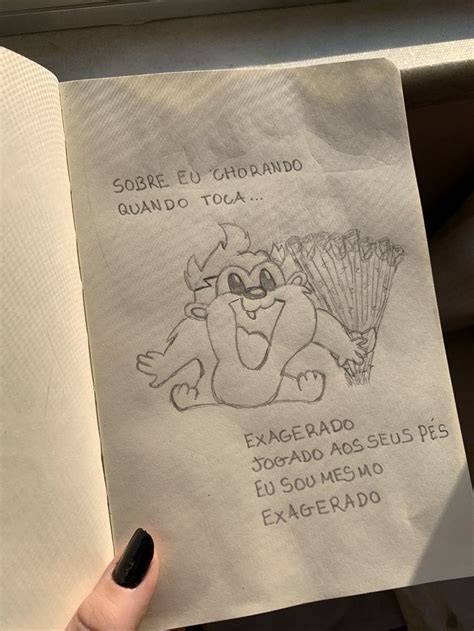 SOBRE EU CHORANDO
QUANDO TOCA...
EXAGERADO
JOGADO AOS SEUS PÉS
EU SOU MESMO
EXAGERADO